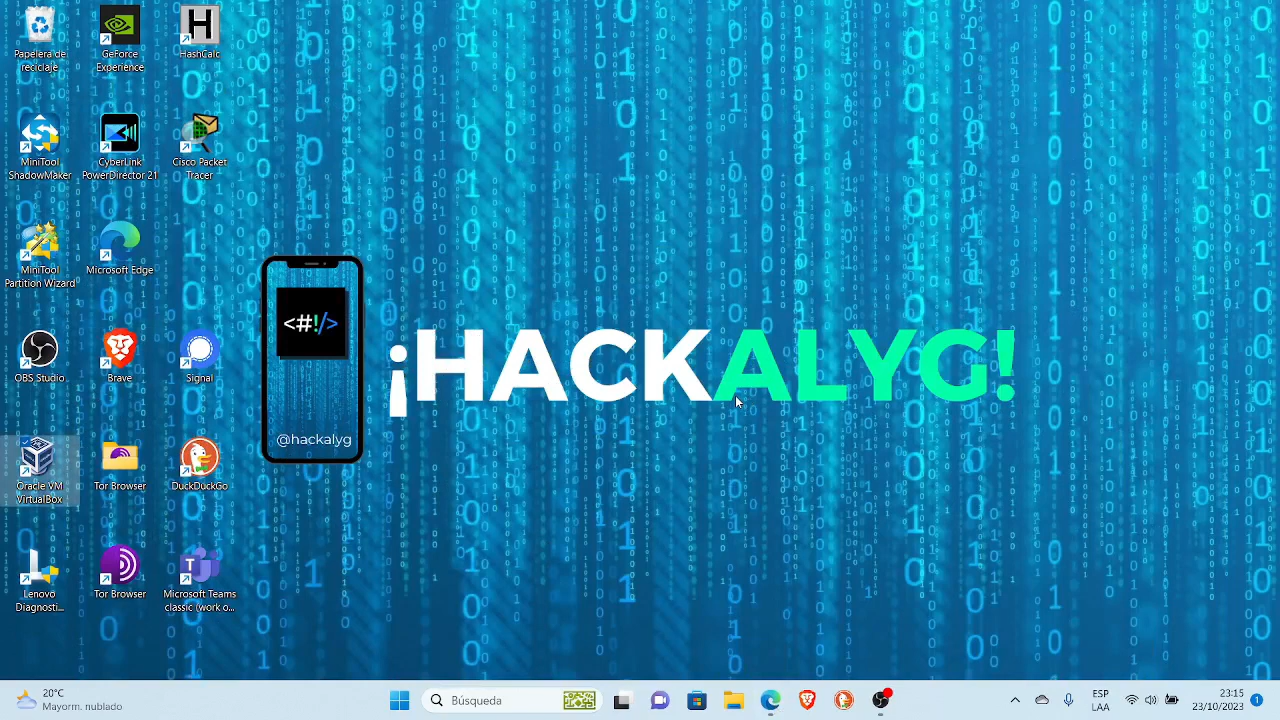 Papelera de
reciclaje
GeForce
Experience
H
HashCalc
MiniTool
ShadowMaker
CyberLink
PowerDirector 21
Cisco Packet
Tracer
MiniTool
Partition Wizard
Microsoft Edge
OBS Studio
Brave
Signal
Oracle VM
VirtualBox
Tor Browser
DuckDuckGo
Lenovo
Diagnosti...
Tor Browser
Microsoft Teams
classic (work o...
<#!/>
@hackalyg
¡HACKALYG!
20°C
Mayorm. nublado
Búsqueda
ESP
LAA
23:15
23/10/2023
1